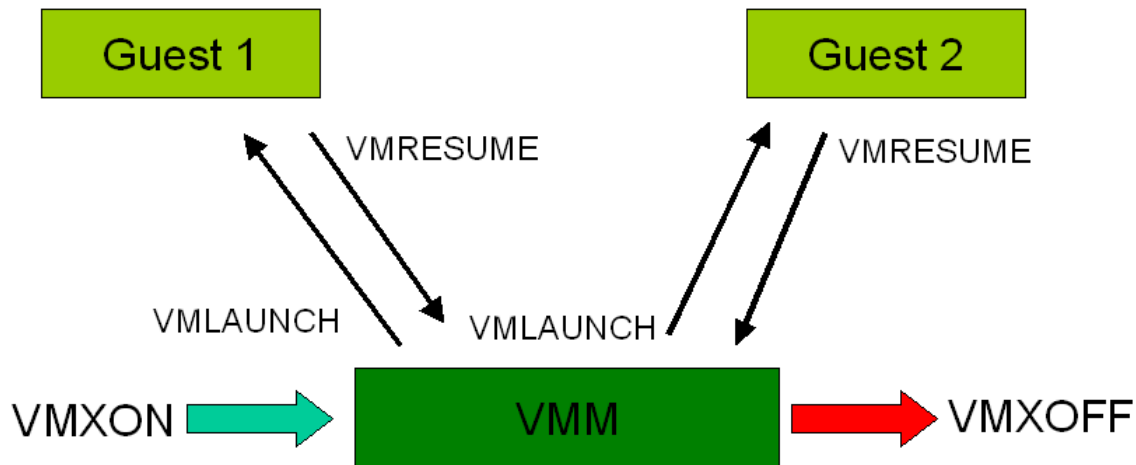 Guest 1
Guest 2
VMRESUME
VMRESUME
VMLAUNCH
VMLAUNCH
VMXON
VMM
VMXOFF